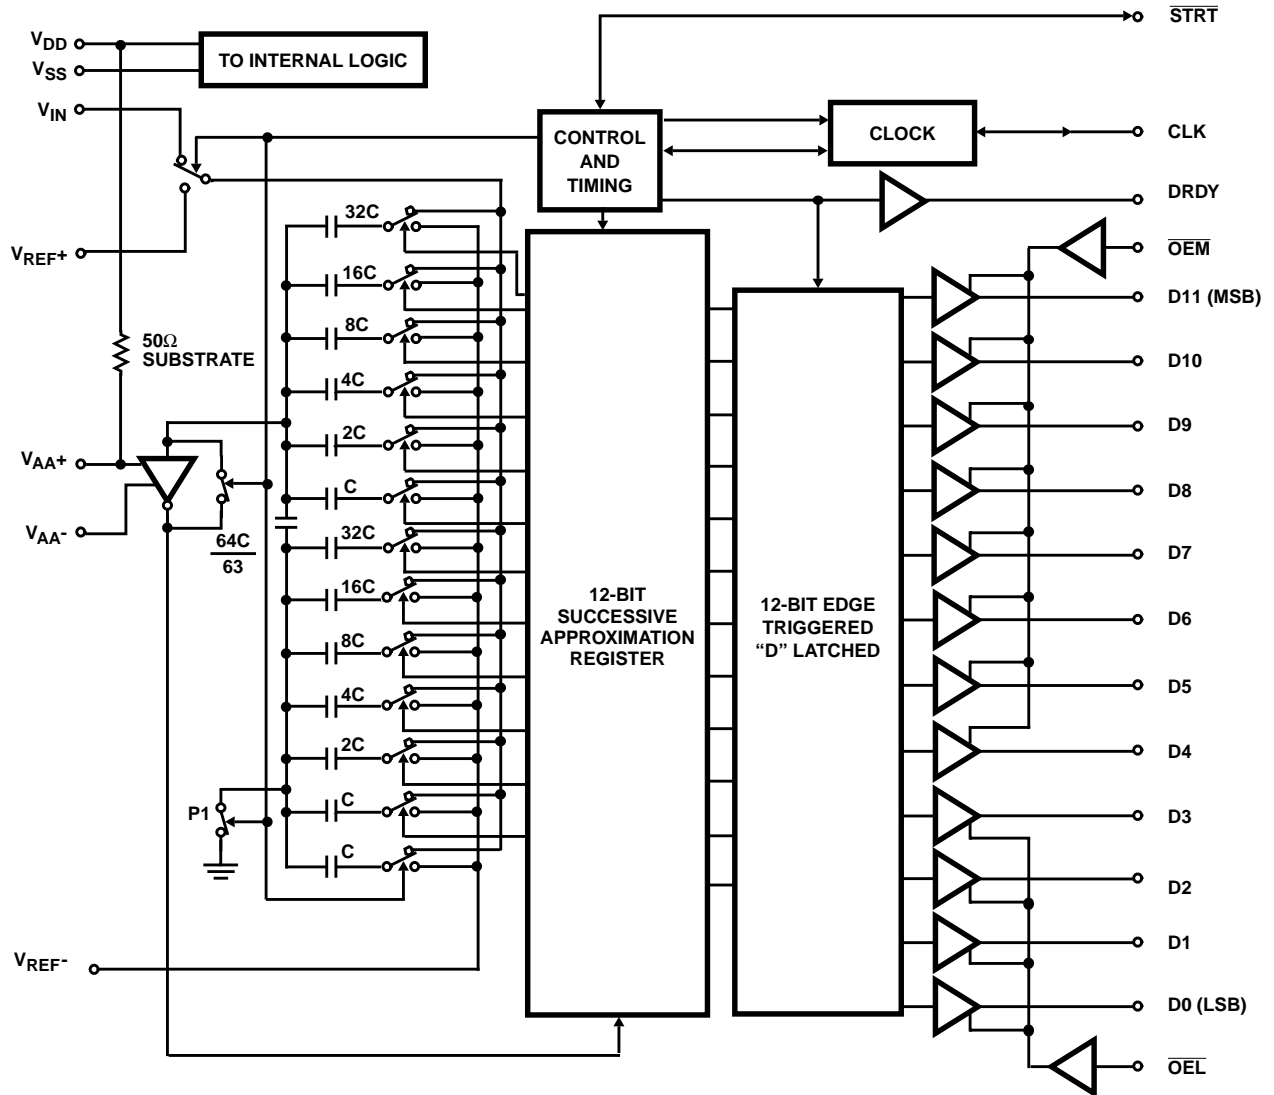 STRT
VDD
VSS
TO INTERNAL LOGIC
VIN
CONTROL
AND
TIMING
CLOCK
CLK
DRDY
VREF+
OEM
32C
16C
8C
4C
2C
C
32C
16C
8C
4C
2C
C
C
50Ω
SUBSTRATE
VAA+
VAA-
64C
63
P1
VREF-
12-BIT
SUCCESSIVE
APPROXIMATION
REGISTER
12-BIT EDGE
TRIGGERED
“D” LATCHED
D11 (MSB)
D10
D9
D8
D7
D6
D5
D4
D3
D2
D1
D0 (LSB)
OEL